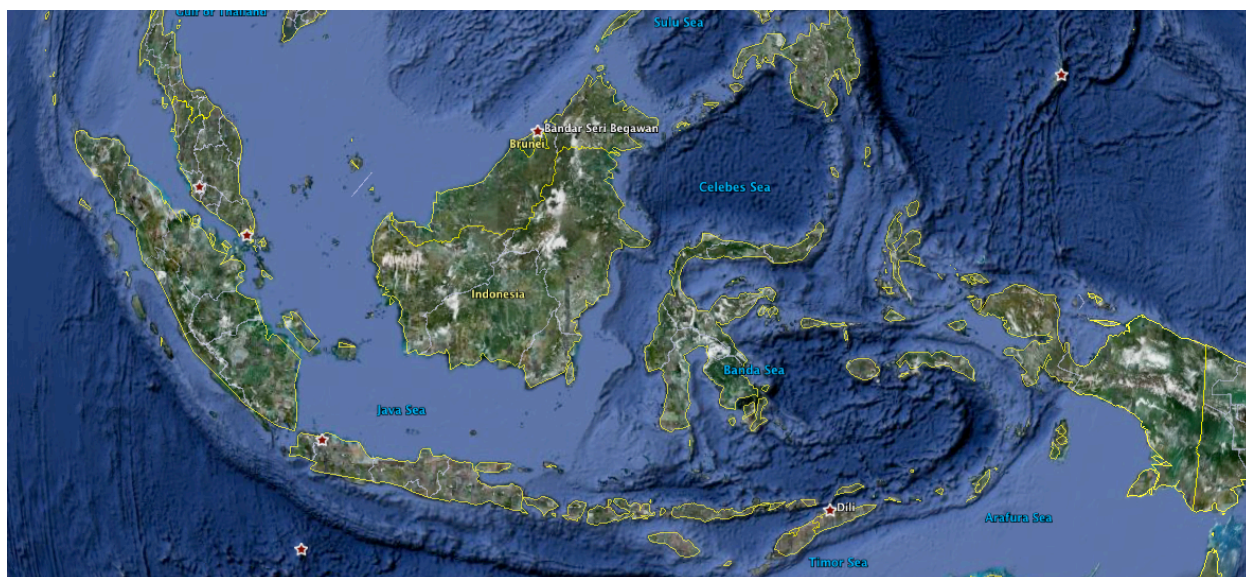 Gulf of Thailand
Sulu Sea
Bandar Seri Begawan
Brunei
Celebes Sea
Indonesia
Banda Sea
Java Sea
Dili
Arafura Sea
Timor Sea